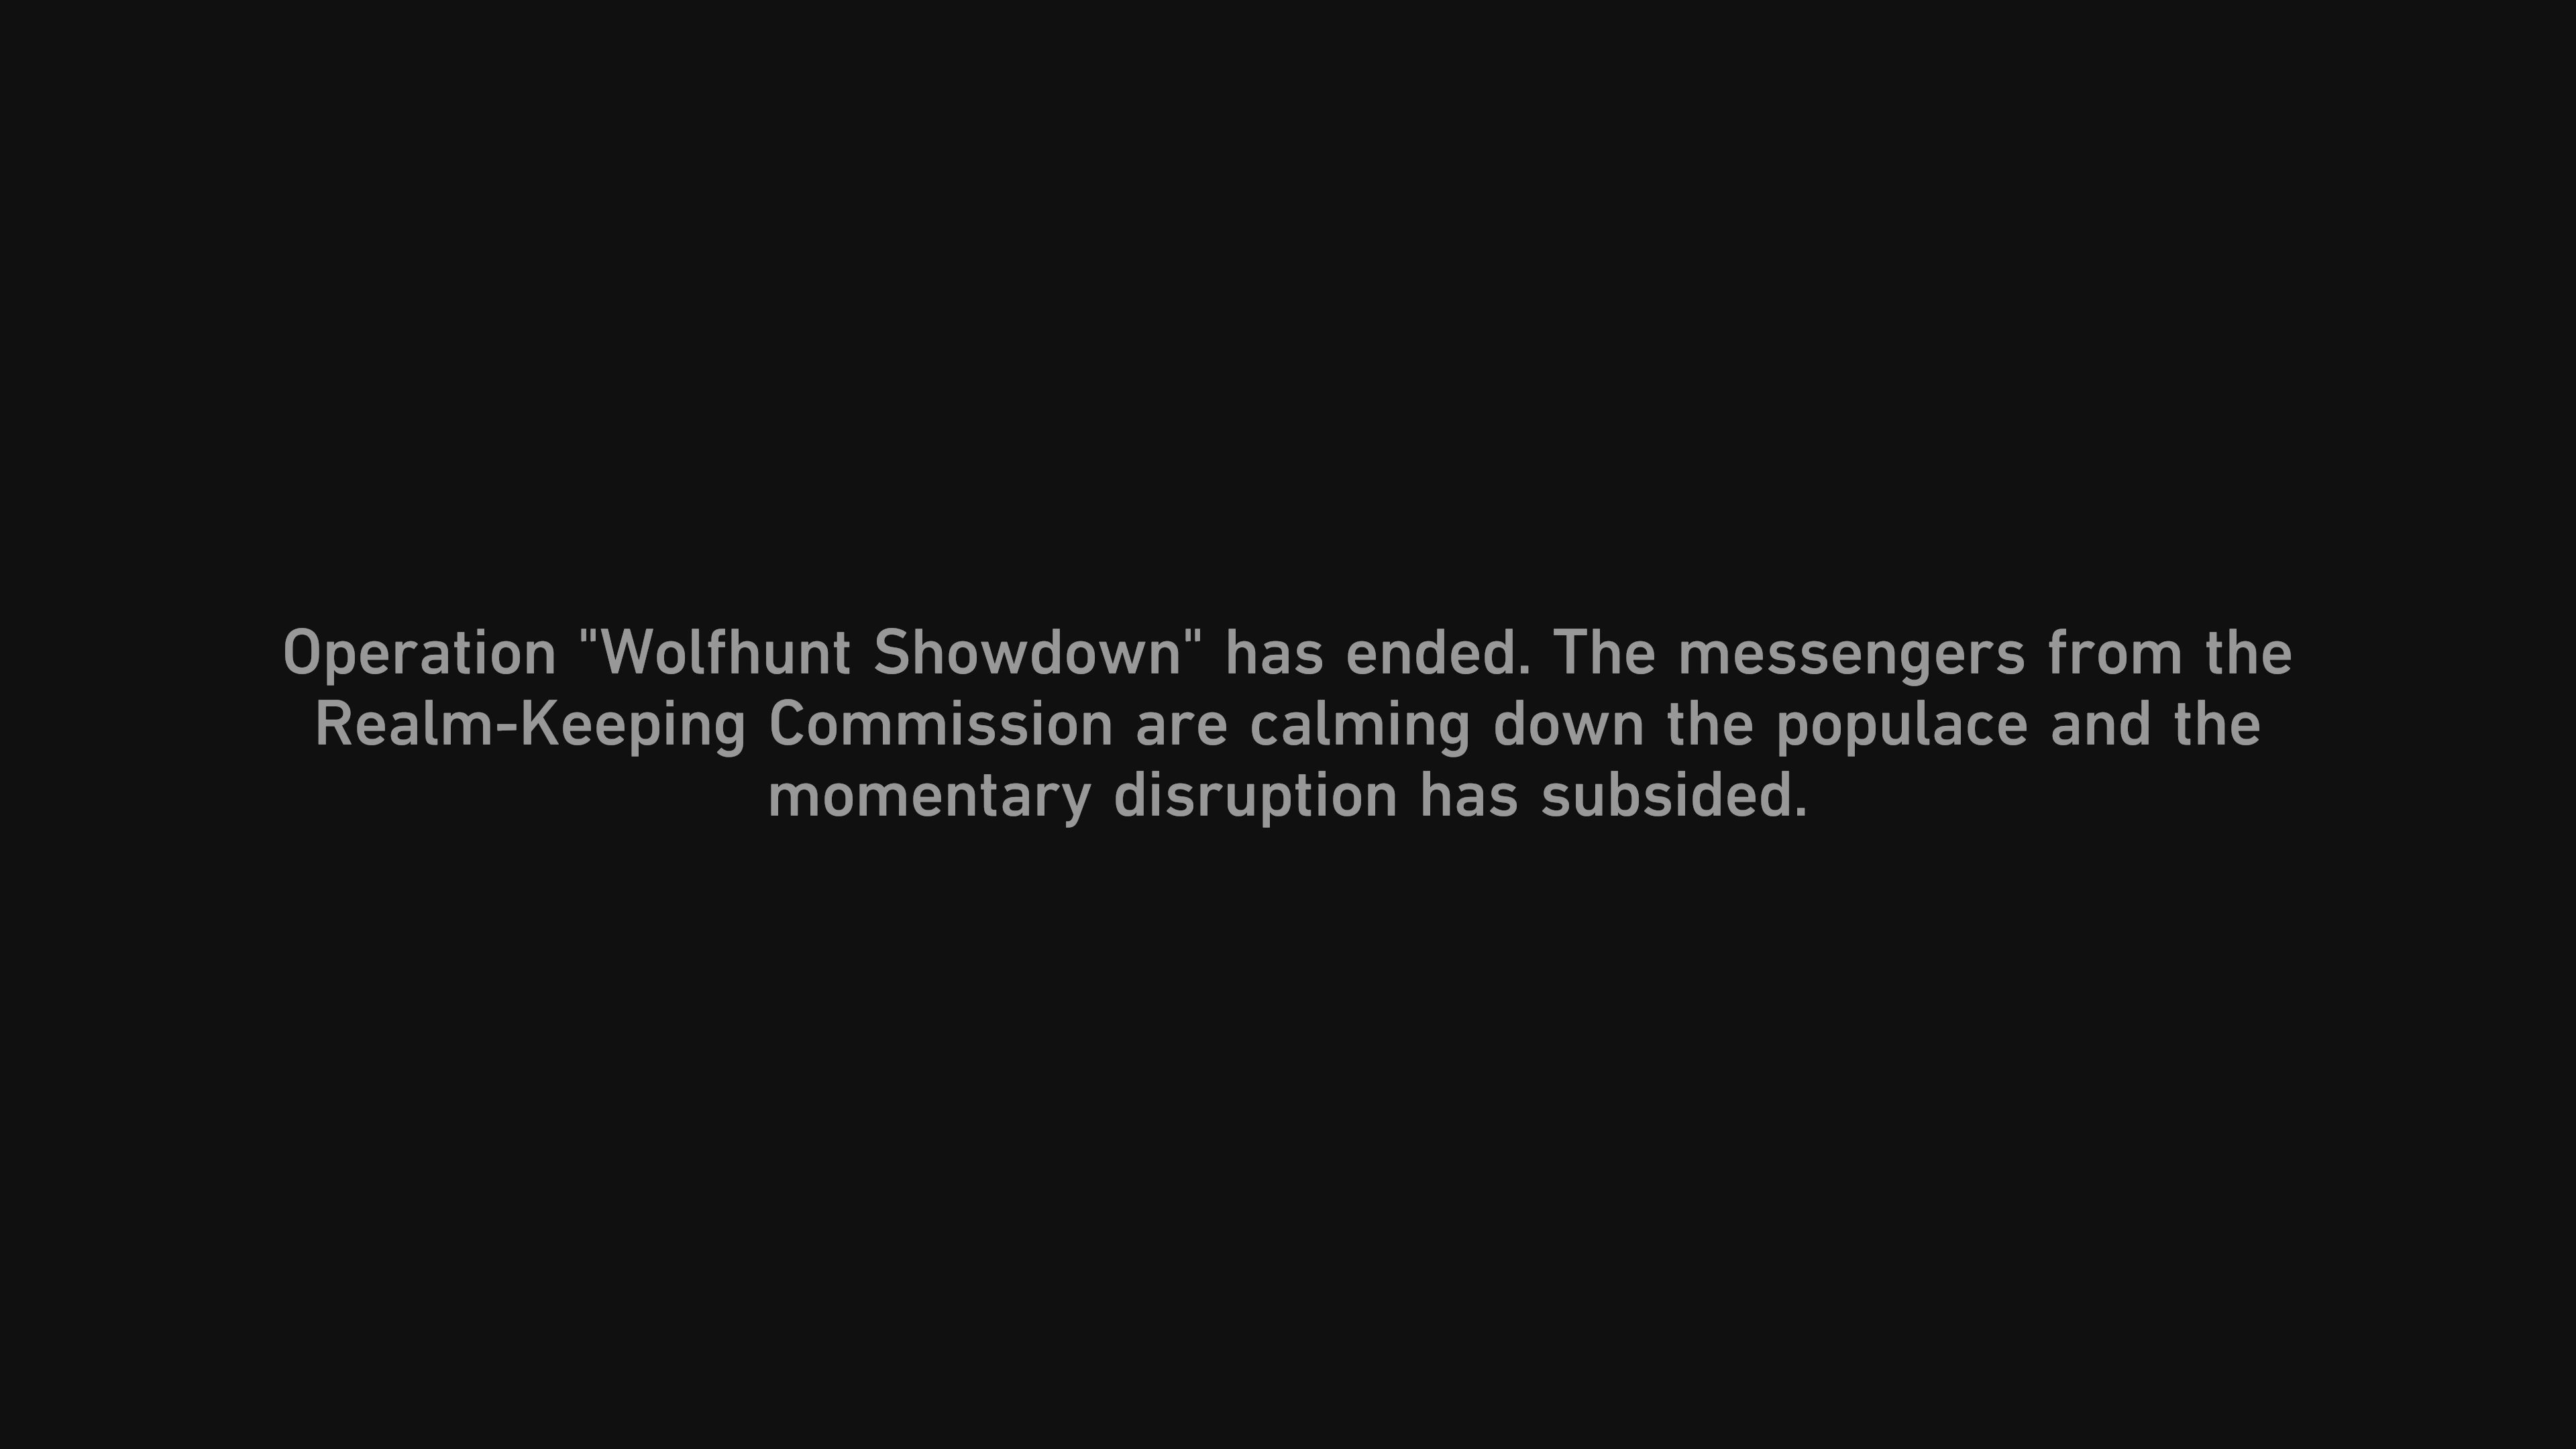 Operation "Wolfhunt Showdown" has ended. The messengers from the
Realm-Keeping Commission are calming down the populace and the
momentary disruption has subsided.